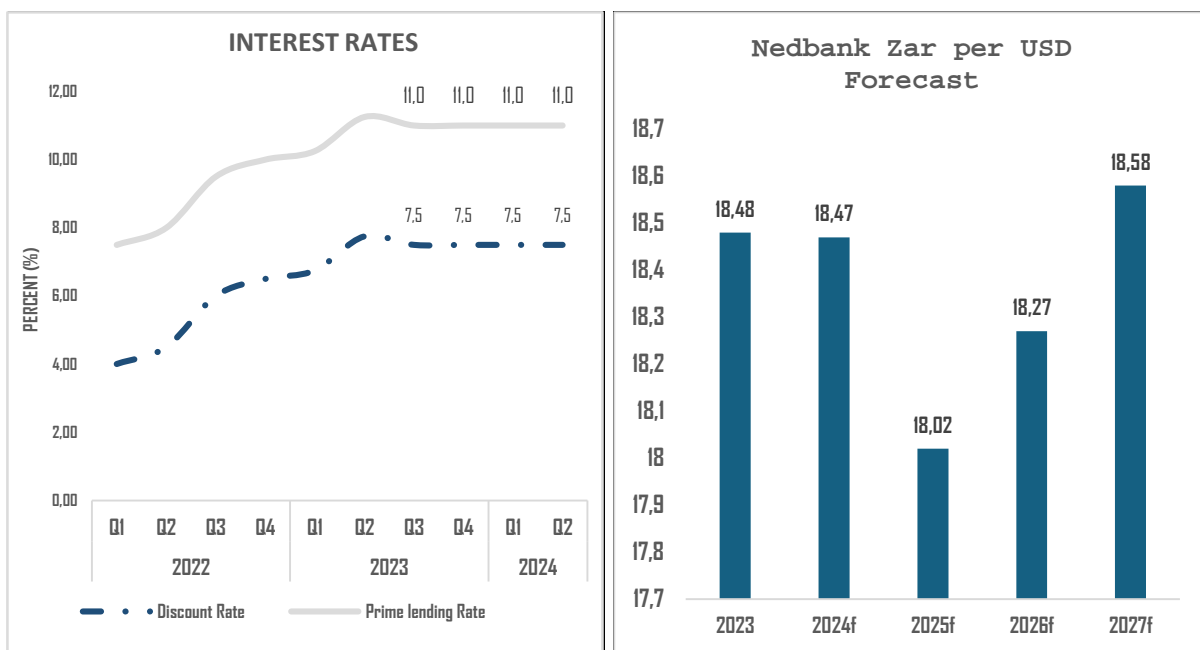 INTEREST RATES
12,00
10,00
8,00
6,00
4,00
2,00
0,00
PERCENT (%)
11,0 11,0 11,0 11,0
7,5 7,5 7,5 7,5
Q1 Q2 Q3 Q4 Q1 Q2 Q3 Q4 Q1 Q2
2022 2023 2024
Discount Rate Prime lending Rate
Nedbank Zar per USD
Forecast
18,7
18,6
18,5
18,4
18,3
18,2
18,1
18
17,9
17,8
17,7
18,48 18,47 18,02 18,27 18,58
2023 2024f 2025f 2026f 2027f